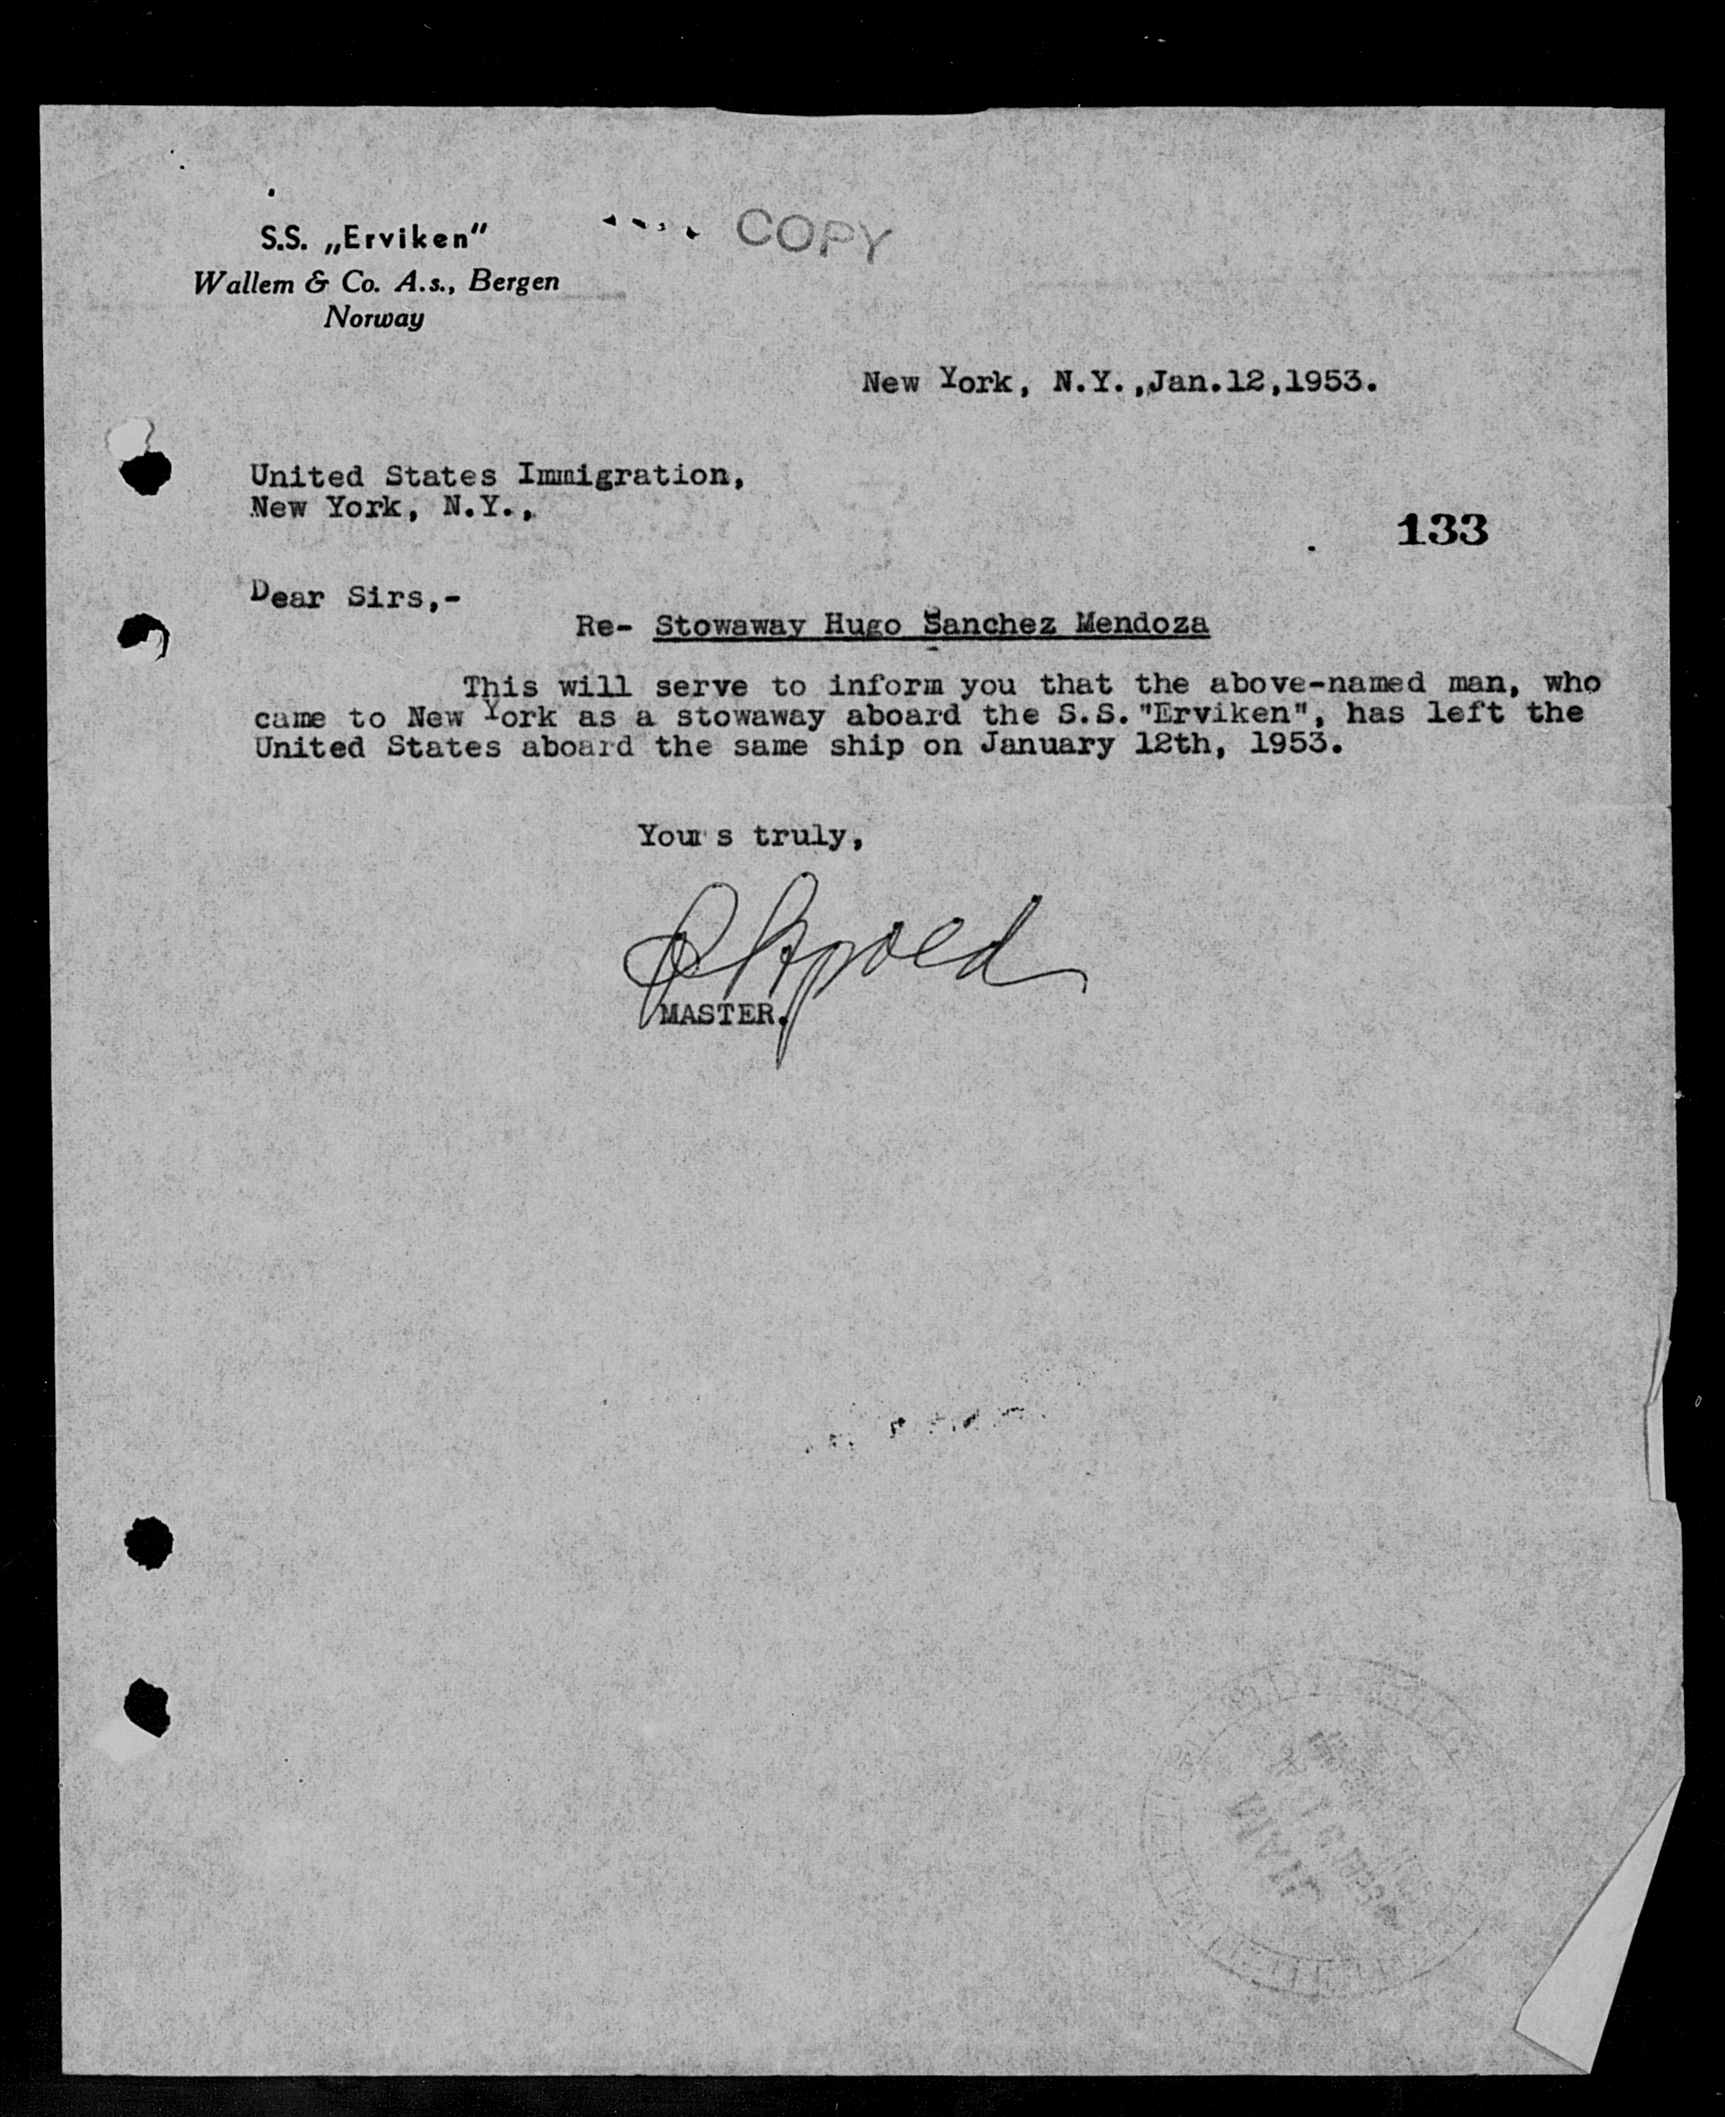 S.S. „Erviken"
COPY
Wallem & Co. A.s., Bergen
Norway
New York, N.Y.,Jan.12,1953.
United States Immigration,
New York, N.Y.,
133
Dear Sirs,-
Re- Stowaway Hugo Sanchez Mendoza
This will serve to inform you that the above-named man, who
came to New York as a stowaway aboard the S.S."Erviken", has left the
United States aboard the same ship on January 12th, 1953.
Yours truly,
MASTER.